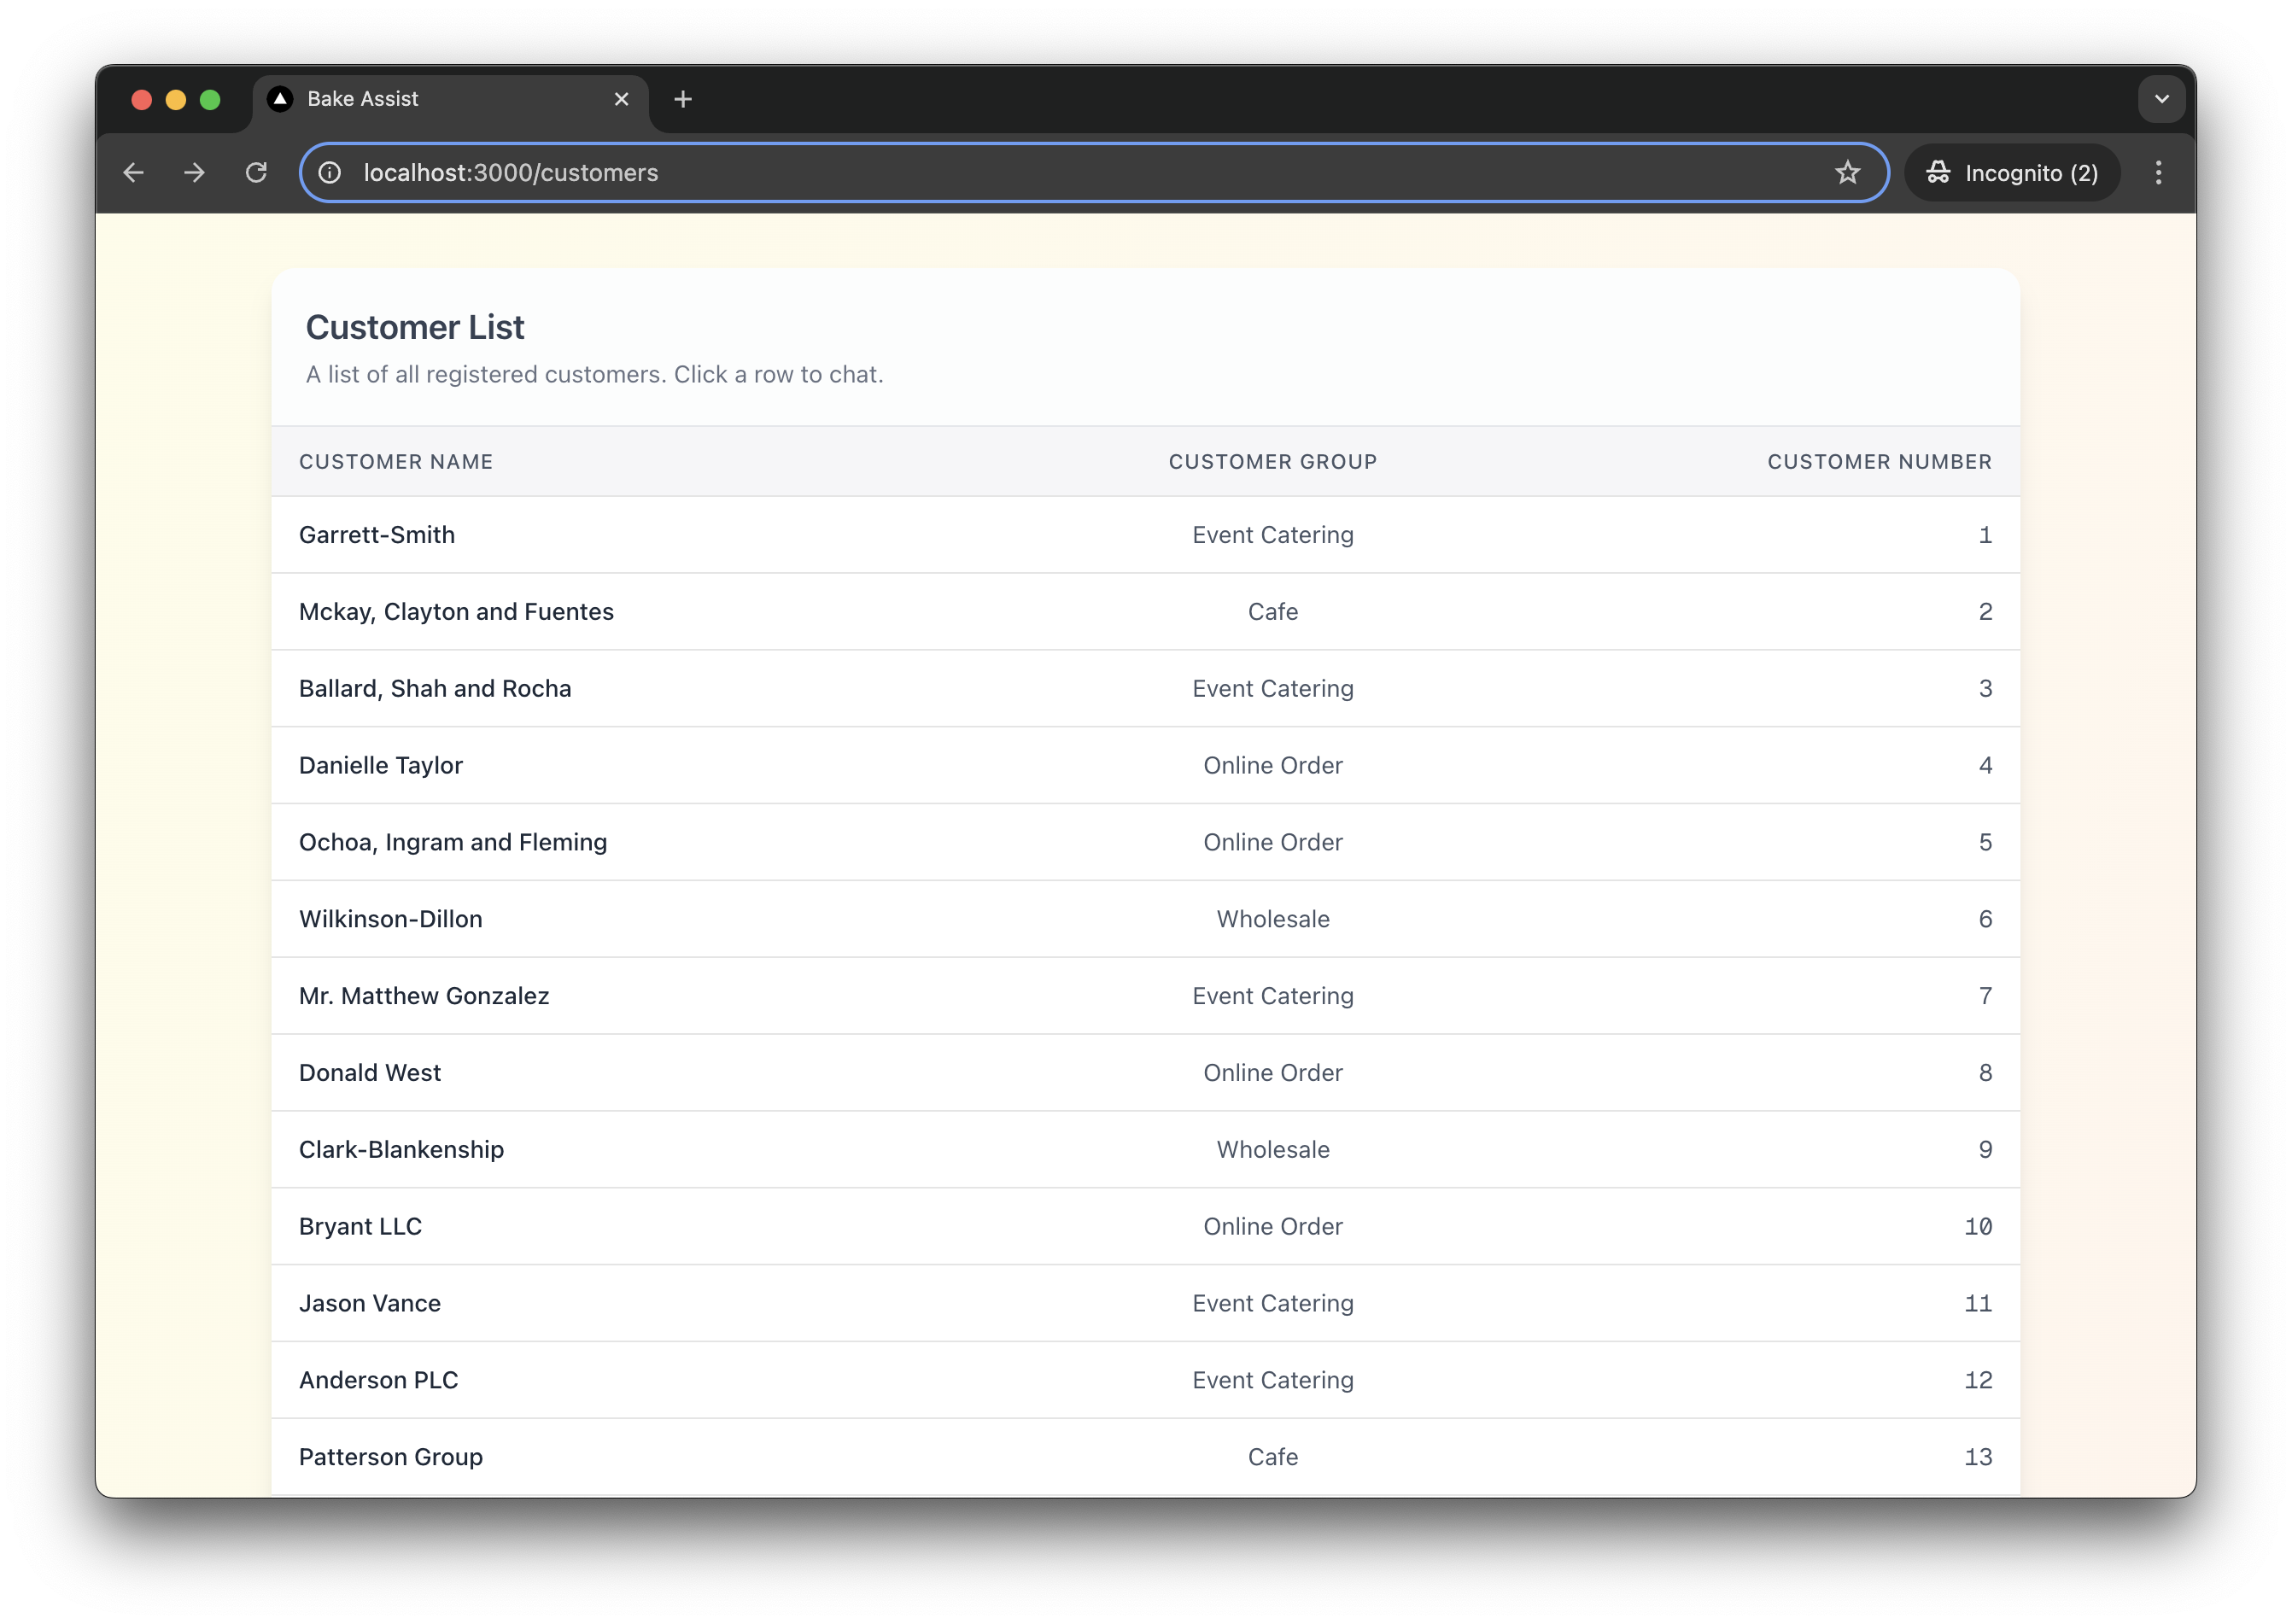 Bake Assist
localhost:3000/customers
Incognito (2)
Customer List
A list of all registered customers. Click a row to chat.
CUSTOMER NAME CUSTOMER GROUP CUSTOMER NUMBER
Garrett-Smith Event Catering 1
Mckay, Clayton and Fuentes Cafe 2
Ballard, Shah and Rocha Event Catering 3
Danielle Taylor Online Order 4
Ochoa, Ingram and Fleming Online Order 5
Wilkinson-Dillon Wholesale 6
Mr. Matthew Gonzalez Event Catering 7
Donald West Online Order 8
Clark-Blankenship Wholesale 9
Bryant LLC Online Order 10
Jason Vance Event Catering 11
Anderson PLC Event Catering 12
Patterson Group Cafe 13